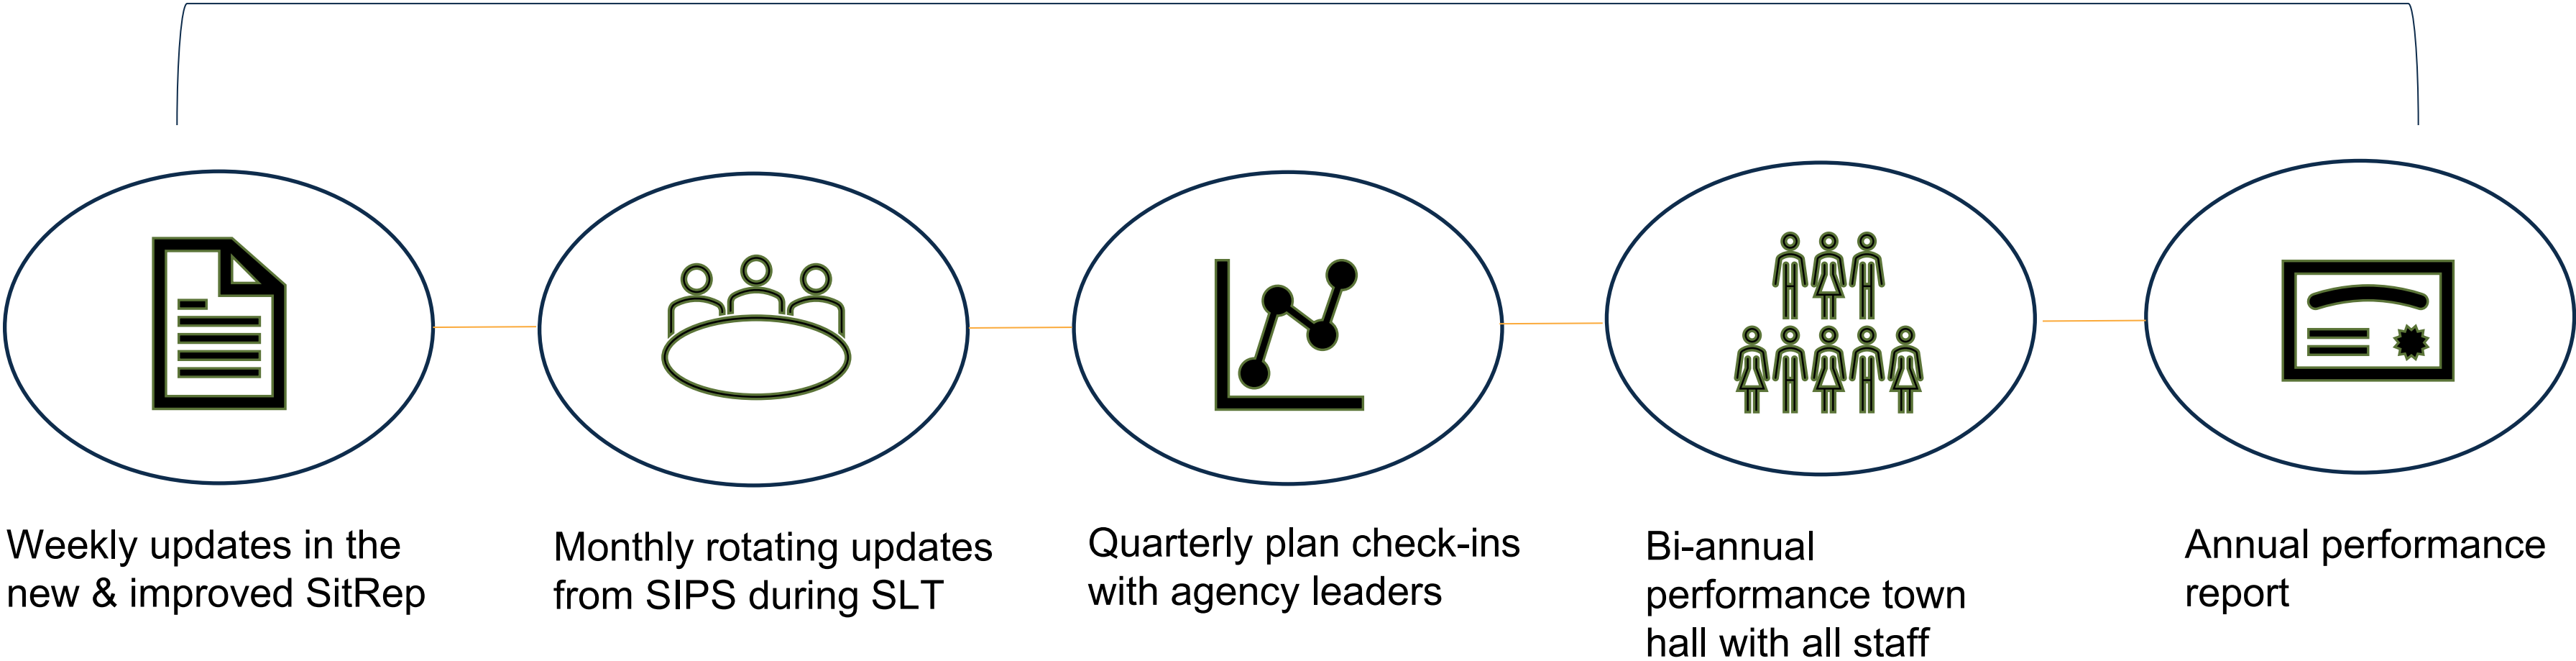 Weekly updates in the
new & improved SitRep
Monthly rotating updates
from SIPS during SLT
Quarterly plan check-ins
with agency leaders
Bi-annual
performance town
hall with all staff
Annual performance
report